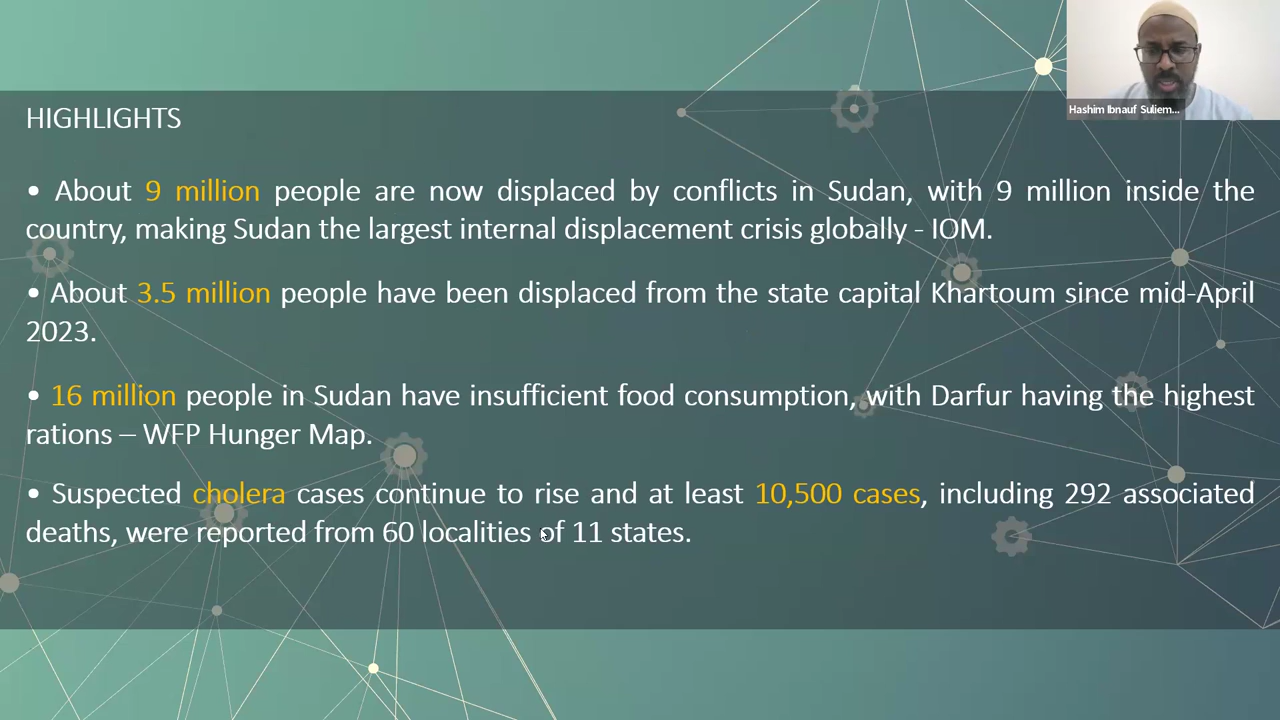 Hashim Ibnauf Suliem...
HIGHLIGHTS
• About 9 million people are now displaced by conflicts in Sudan, with 9 million inside the
country, making Sudan the largest internal displacement crisis globally - IOM.
• About 3.5 million people have been displaced from the state capital Khartoum since mid-April
2023.
• 16 million people in Sudan have insufficient food consumption, with Darfur having the highest
rations – WFP Hunger Map.
• Suspected cholera cases continue to rise and at least 10,500 cases, including 292 associated
deaths, were reported from 60 localities of 11 states.